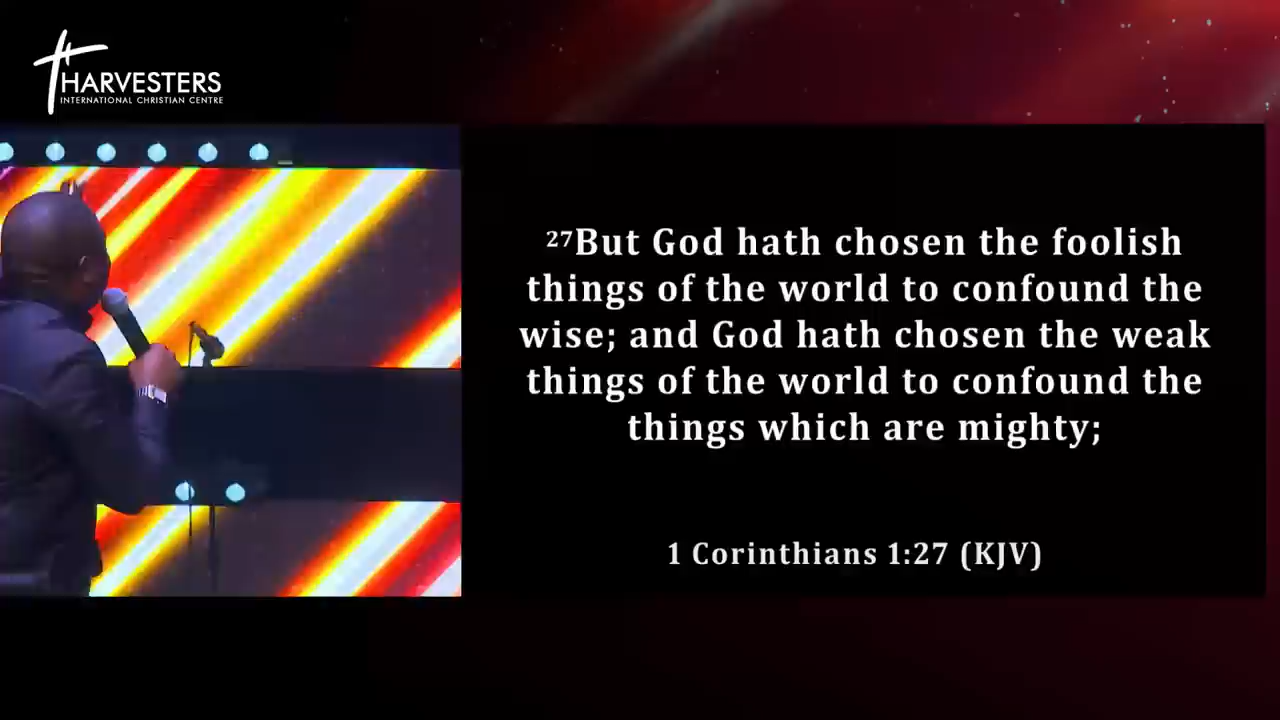 HARVESTERS
INTERNATIONAL CHRISTIAN CENTRE
27But God hath chosen the foolish
things of the world to confound the
wise; and God hath chosen the weak
things of the world to confound the
things which are mighty;
1 Corinthians 1:27 (KJV)